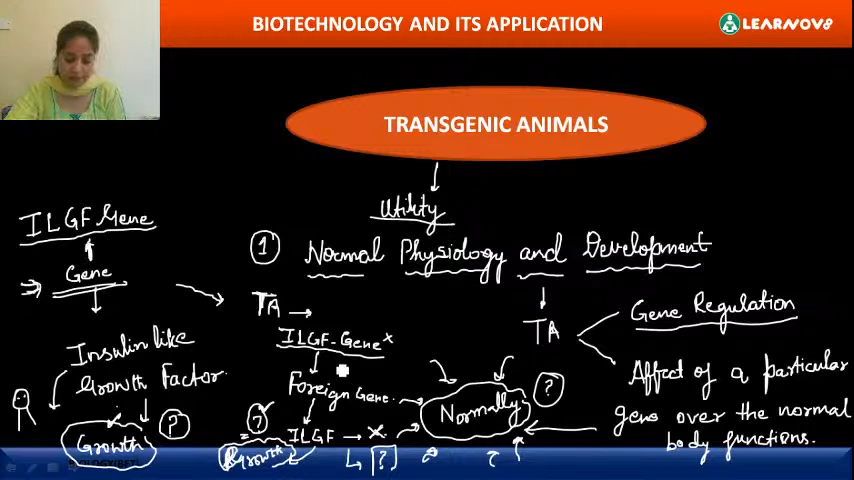 BIOTECHNOLOGY AND ITS APPLICATION
LEARNOV8
TRANSGENIC ANIMALS
Utility
① Normal Physiology and Development
ILGF Gene
Gene
Insulin like
Growth Factor.
Growth ?
TA →
ILGF-Gene x
Foreign Gene.
ILGF → x
Growth
?
Normally ?
?
TA
Gene Regulation
Affect of a particular
gene over the normal
body functions.